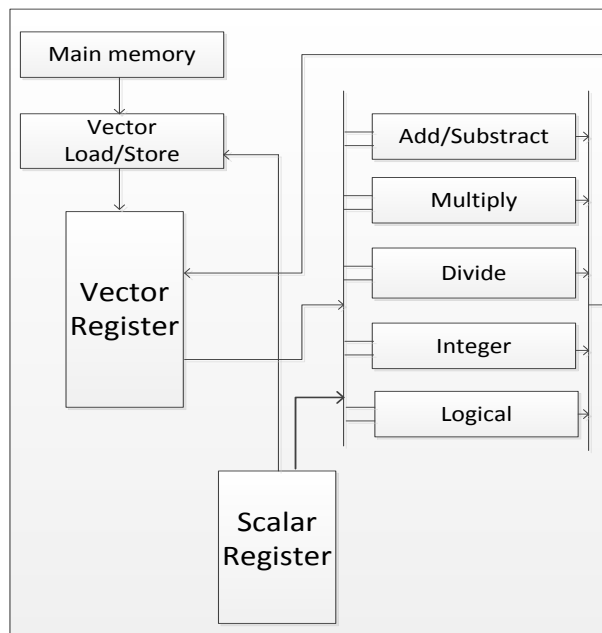 Main memory
Vector
Load/Store
Vector
Register
Add/Substract
Multiply
Divide
Integer
Logical
Scalar
Register